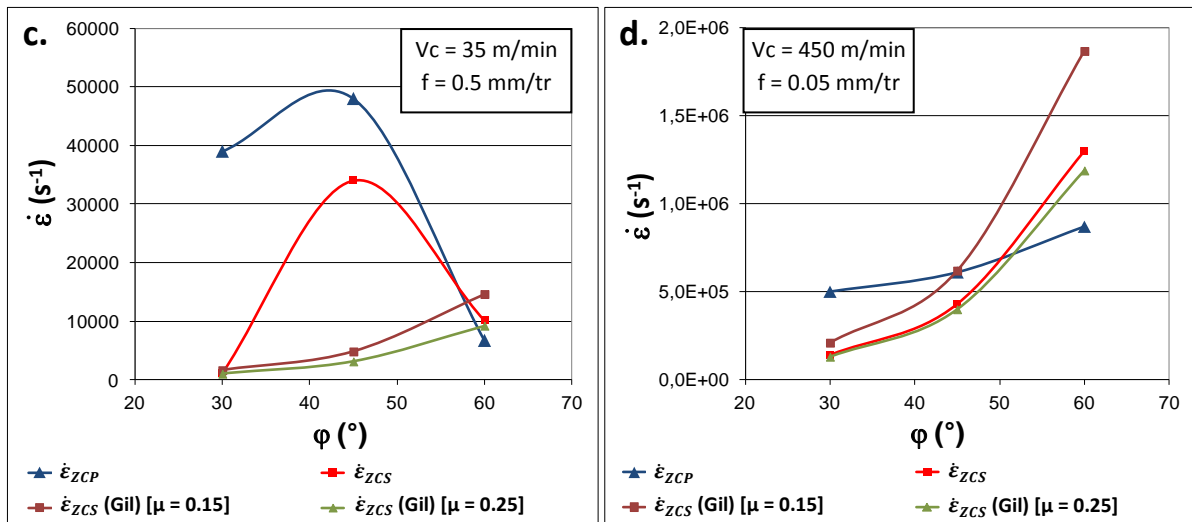 c.
Vc = 35 m/min
f = 0.5 mm/tr
60000
50000
40000
30000
20000
10000
0
ε̇ (s⁻¹)
20 30 40 50 60 70
φ (°)
ε̇ZCP
ε̇ZCS
ε̇ZCS (Gil) [μ = 0.15]
ε̇ZCS (Gil) [μ = 0.25]
d.
Vc = 450 m/min
f = 0.05 mm/tr
2,0E+06
1,5E+06
1,0E+06
5,0E+05
0,0E+00
ε̇ (s⁻¹)
20 30 40 50 60 70
φ (°)
ε̇ZCP
ε̇ZCS
ε̇ZCS (Gil) [μ = 0.15]
ε̇ZCS (Gil) [μ = 0.25]